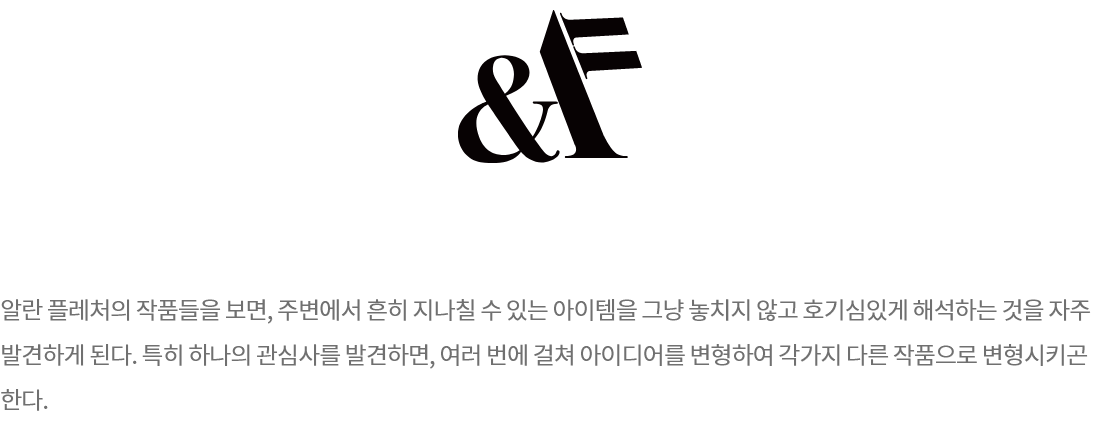 &F
알란 플레처의 작품들을 보면, 주변에서 흔히 지나칠 수 있는 아이템을 그냥 놓치지 않고 호기심있게 해석하는 것을 자주
발견하게 된다. 특히 하나의 관심사를 발견하면, 여러 번에 걸쳐 아이디어를 변형하여 각가지 다른 작품으로 변형시키곤
한다.